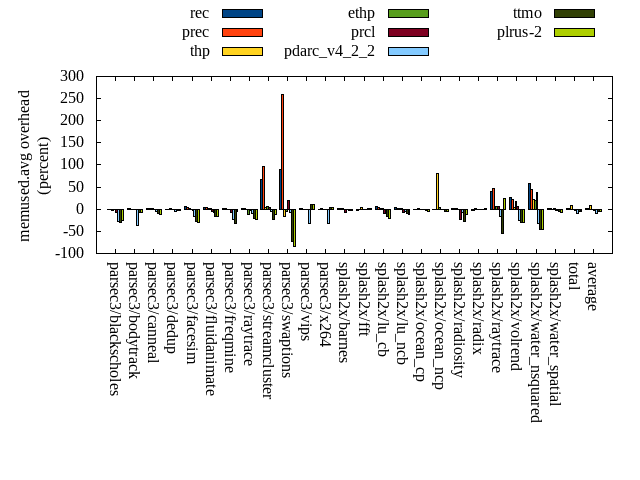 rec
prec
thp
ethp
prcl
pdarc_v4_2_2
ttmo
plrus-2
memused.avg overhead
(percent)
300
250
200
150
100
50
0
-50
-100
parsec3/blackscholes
parsec3/bodytrack
parsec3/canneal
parsec3/dedup
parsec3/facesim
parsec3/fluidanimate
parsec3/freqmine
parsec3/raytrace
parsec3/streamcluster
parsec3/swaptions
parsec3/vips
parsec3/x264
splash2x/barnes
splash2x/fft
splash2x/lu_cb
splash2x/lu_ncb
splash2x/ocean_cp
splash2x/ocean_ncp
splash2x/radiosity
splash2x/radix
splash2x/raytrace
splash2x/volrend
splash2x/water_nsquared
splash2x/water_spatial
total
average